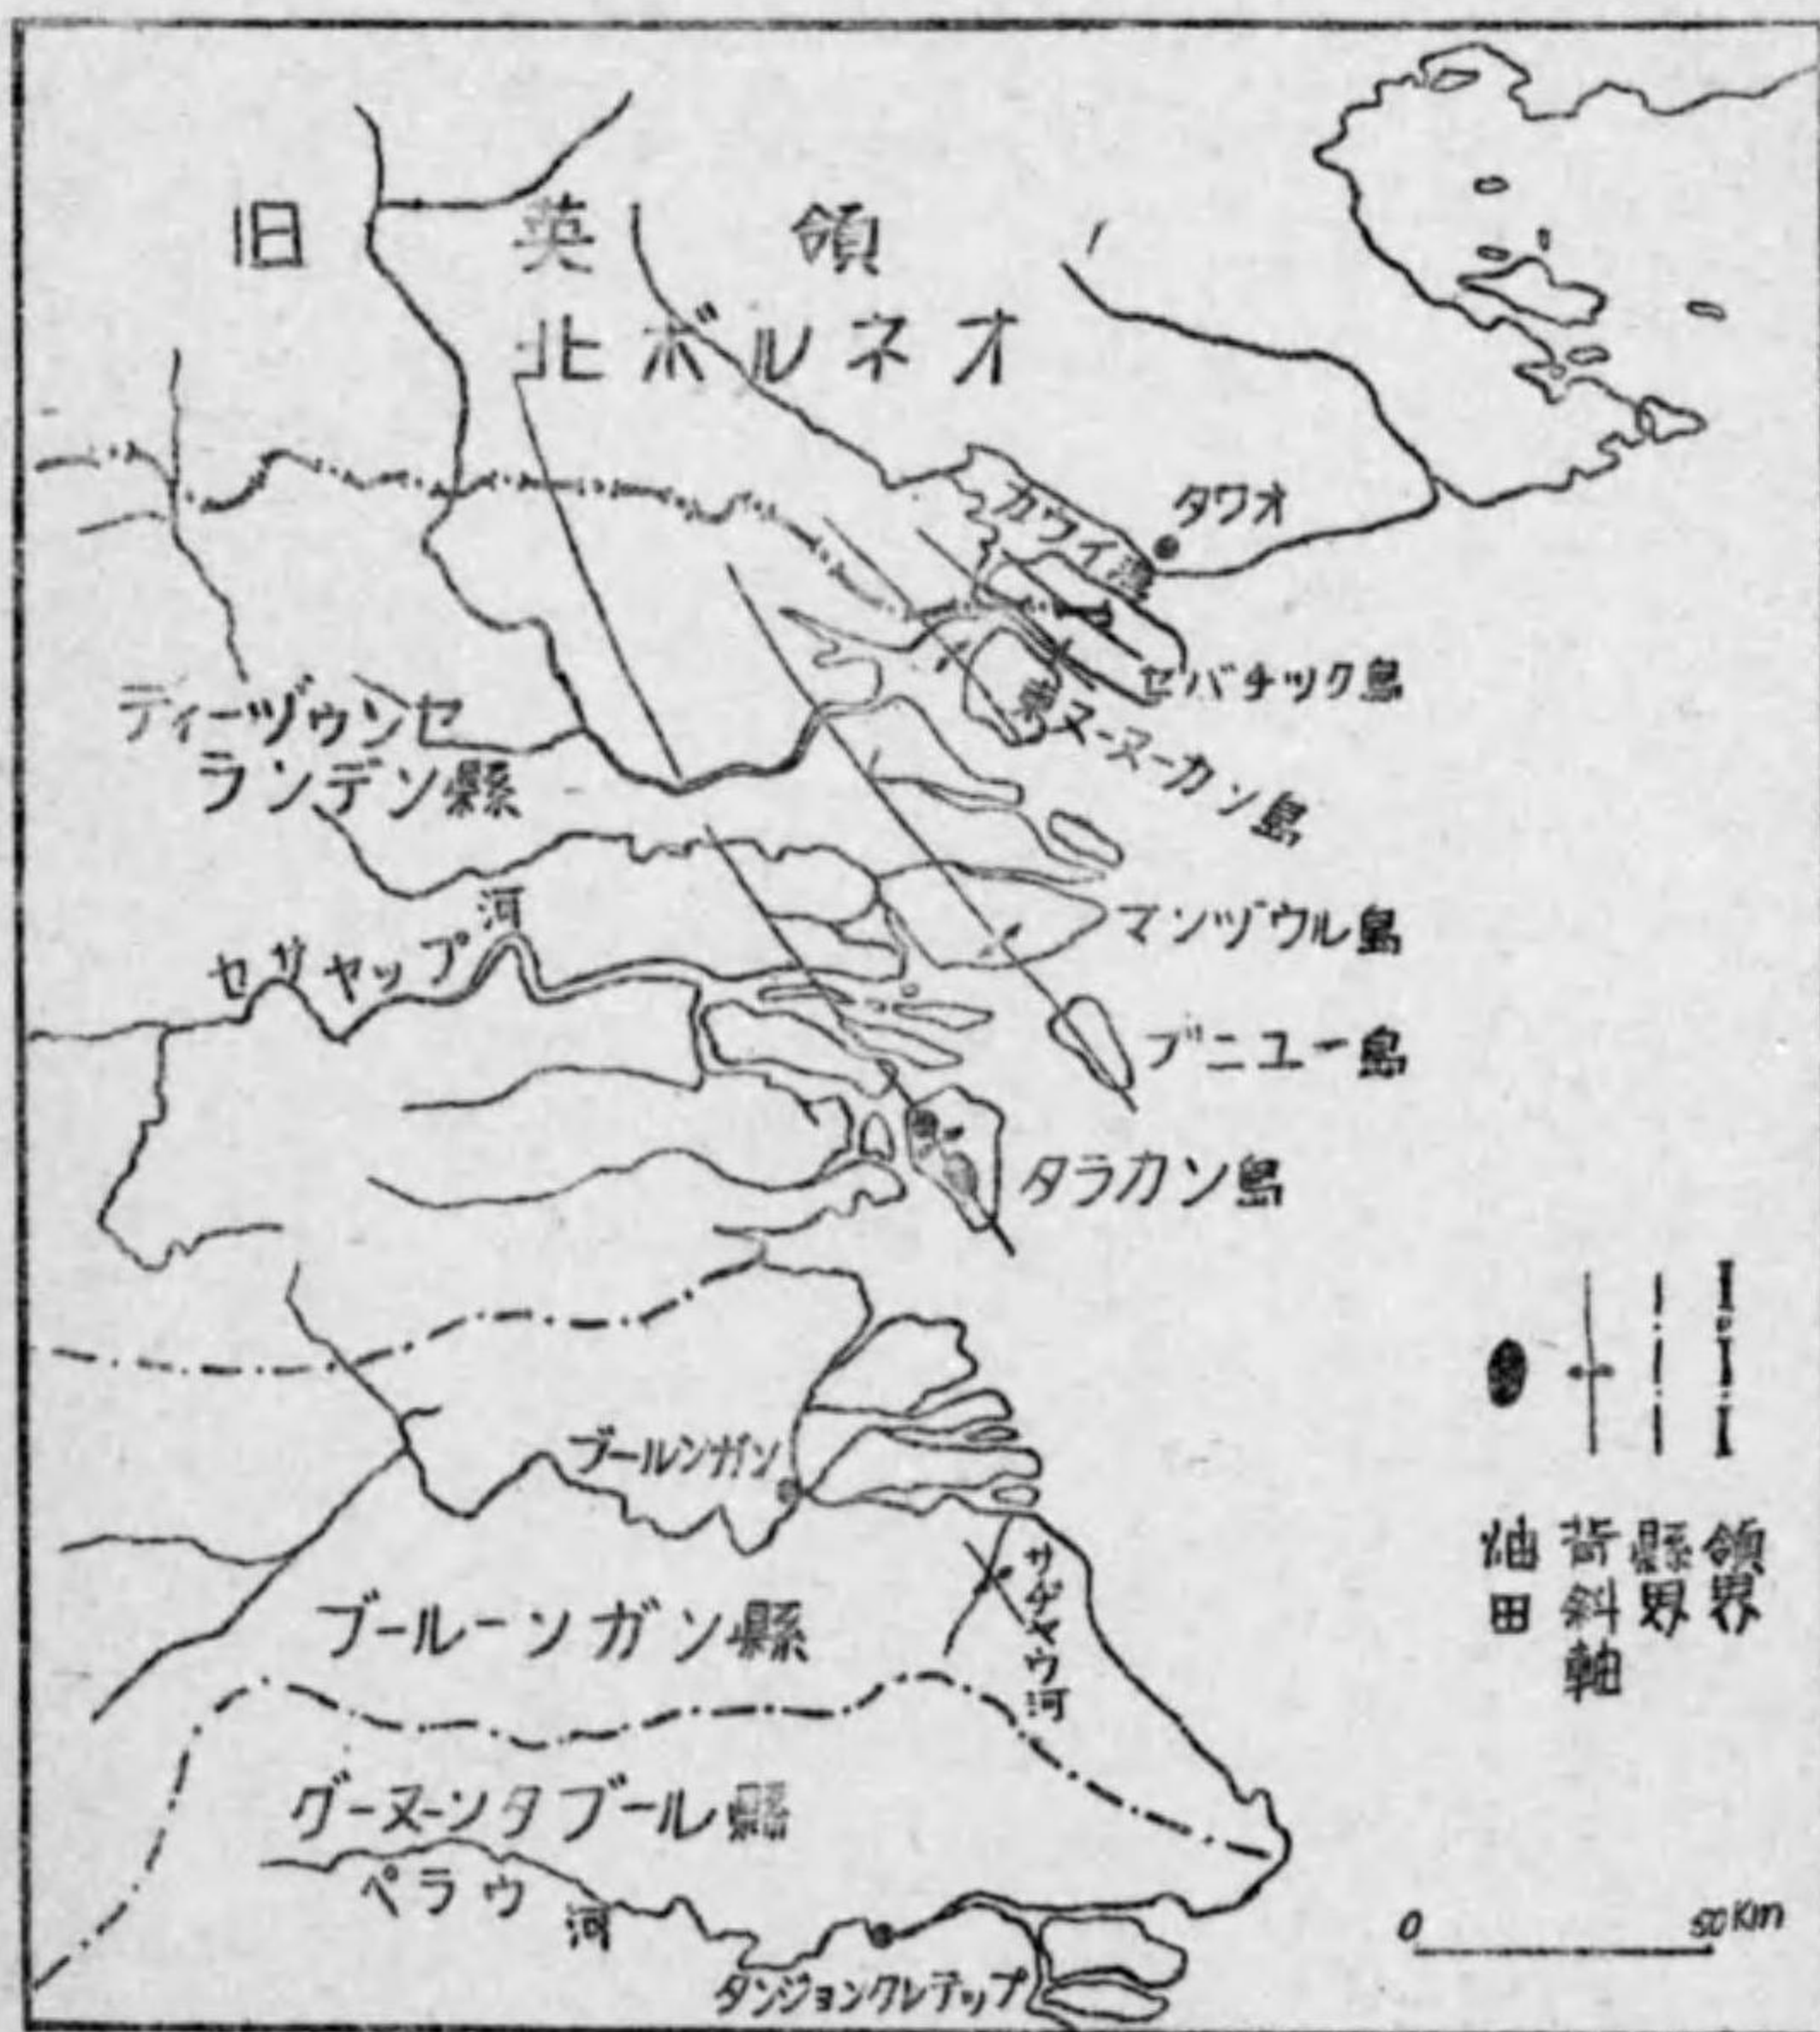 旧英領
北ボルネオ
カウイ湾
タワオ
セバチック島
東ヌーヌーカン島
ティーヅゥンセ
ランデン縣
セサヤップ河
マンヅウル島
ブニユー島
タラカン島
ブールンガン
ブールーンガン縣
サヂヤウ河
グーヌーンタブール縣
ペラウ河
タンジョンクレデップ
領界
縣界
背斜軸
油田
0 50Km